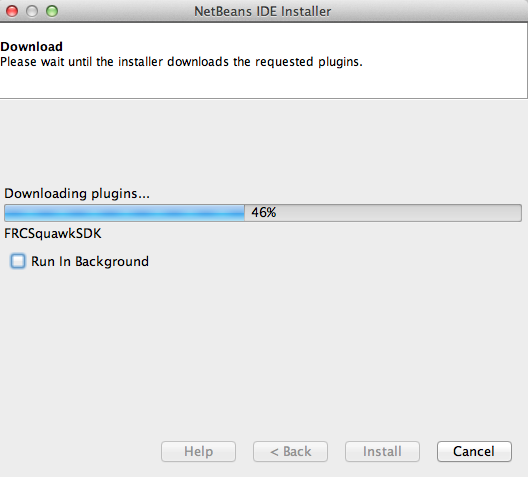 NetBeans IDE Installer
Download
Please wait until the installer downloads the requested plugins.
Downloading plugins...
46%
FRCSquawkSDK
Run In Background
Help
< Back
Install
Cancel